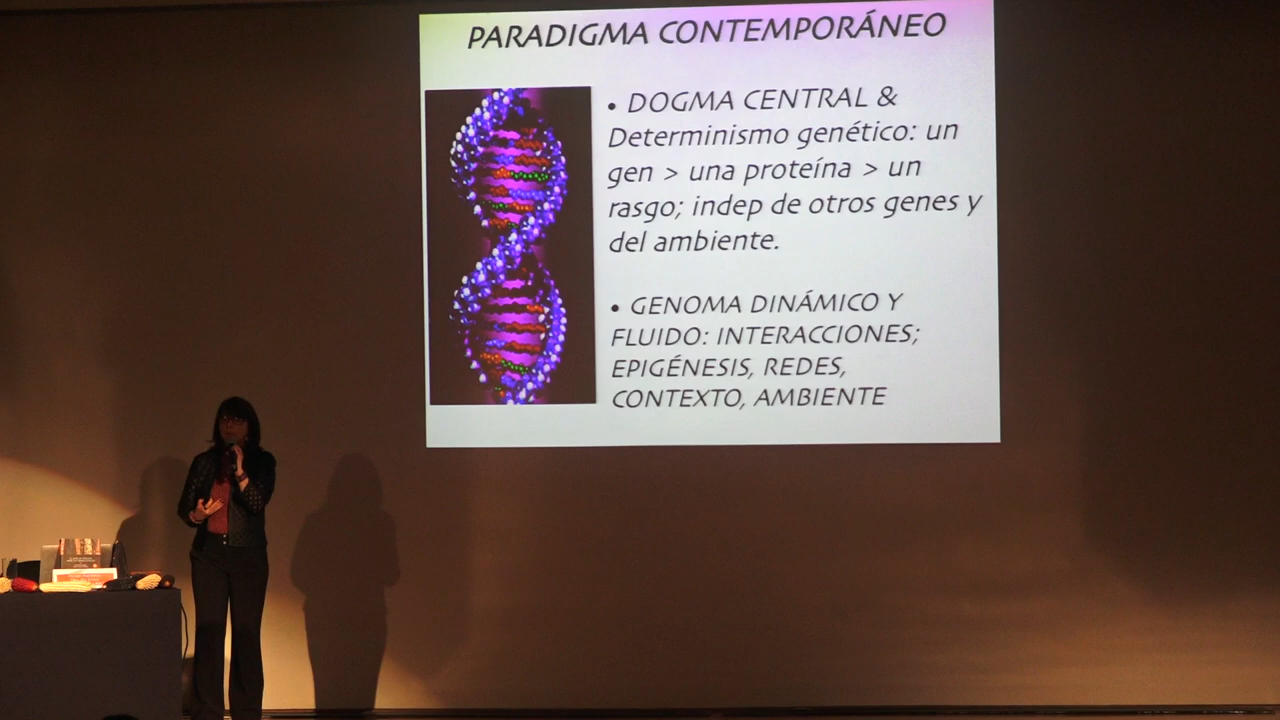 PARADIGMA CONTEMPORÁNEO
• DOGMA CENTRAL &
Determinismo genético: un
gen > una proteína > un
rasgo; indep de otros genes y
del ambiente.
• GENOMA DINÁMICO Y
FLUIDO: INTERACCIONES;
EPIGÉNESIS, REDES,
CONTEXTO, AMBIENTE